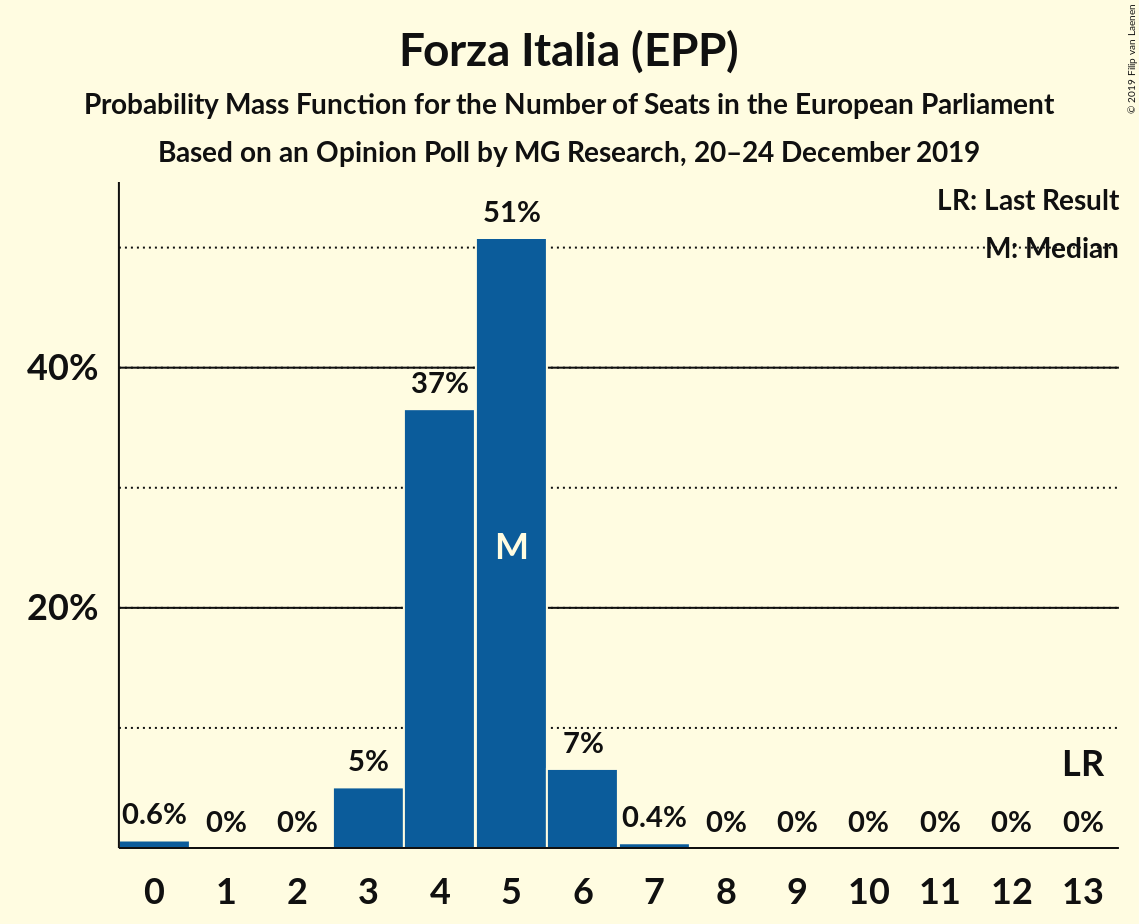 Forza Italia (EPP)
Probability Mass Function for the Number of Seats in the European Parliament
Based on an Opinion Poll by MG Research, 20–24 December 2019
© 2019 Filip van Laenen
LR: Last Result
M: Median
51%
40%
37%
M
20%
7%
5%
LR
0.6% 0% 0% 0.4% 0% 0% 0% 0% 0% 0%
0 1 2 3 4 5 6 7 8 9 10 11 12 13